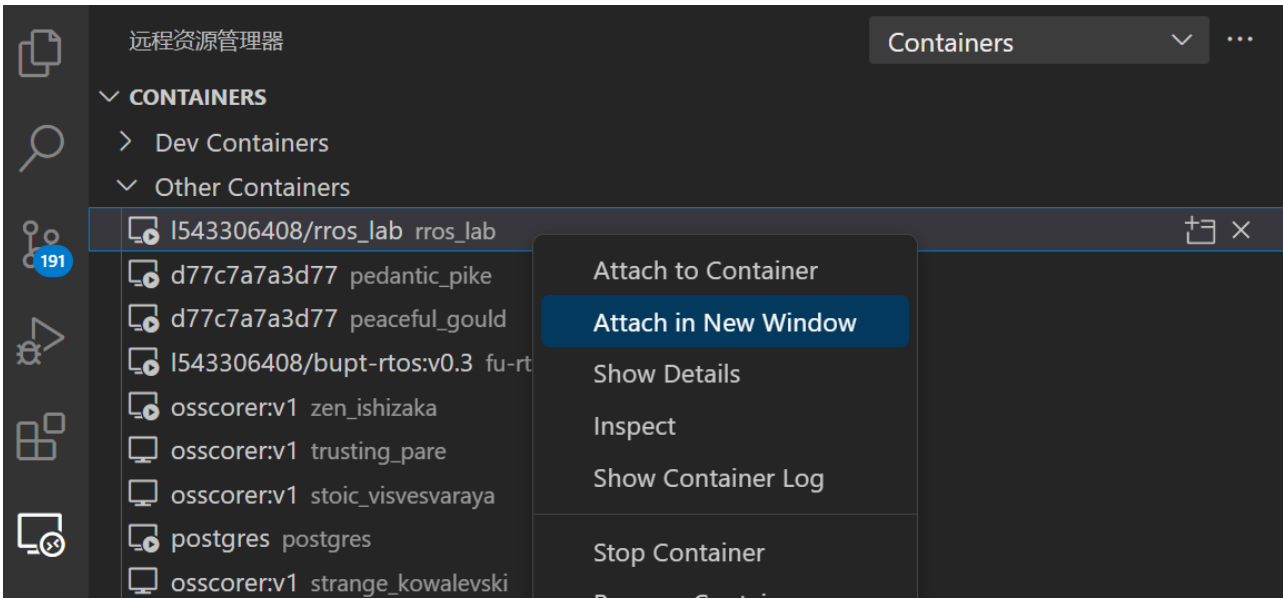 远程资源管理器
Containers
CONTAINERS
Dev Containers
Other Containers
l543306408/rros_lab rros_lab
d77c7a7a3d77 pedantic_pike
d77c7a7a3d77 peaceful_gould
l543306408/bupt-rtos:v0.3 fu-rt
osscorer:v1 zen_ishizaka
osscorer:v1 trusting_pare
osscorer:v1 stoic_visvesvaraya
postgres postgres
osscorer:v1 strange_kowalevski
191
Attach to Container
Attach in New Window
Show Details
Inspect
Show Container Log
Stop Container